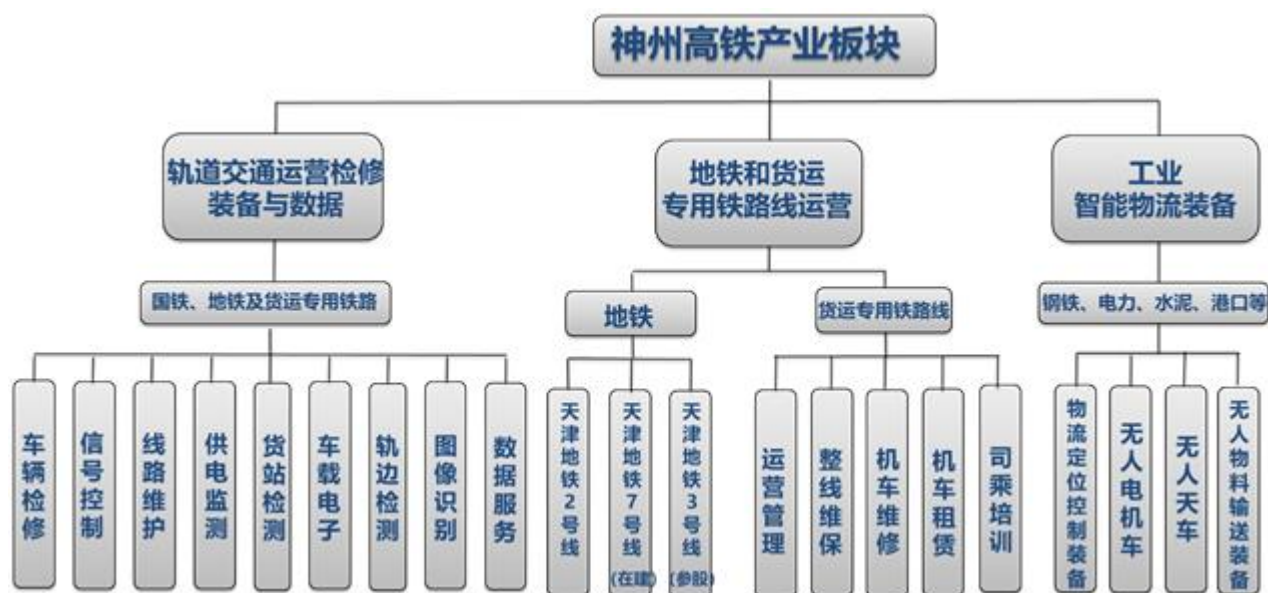 神州高铁产业板块
轨道交通运营检修
装备与数据
地铁和货运
专用铁路线运营
工业
智能物流装备
国铁、地铁及货运专用铁路
地铁
货运专用铁路线
钢铁、电力、水泥、港口等
车辆检修
信号控制
线路维护
供电监测
货站检测
车载电子
轨边检测
图像识别
数据服务
天津地铁2号线
天津地铁7号线
(在建)
天津地铁3号线
(参股)
运营管理
整线维保
机车维修
机车租赁
司乘培训
物流定位控制装备
无人电机车
无人天车
无人物料输送装备